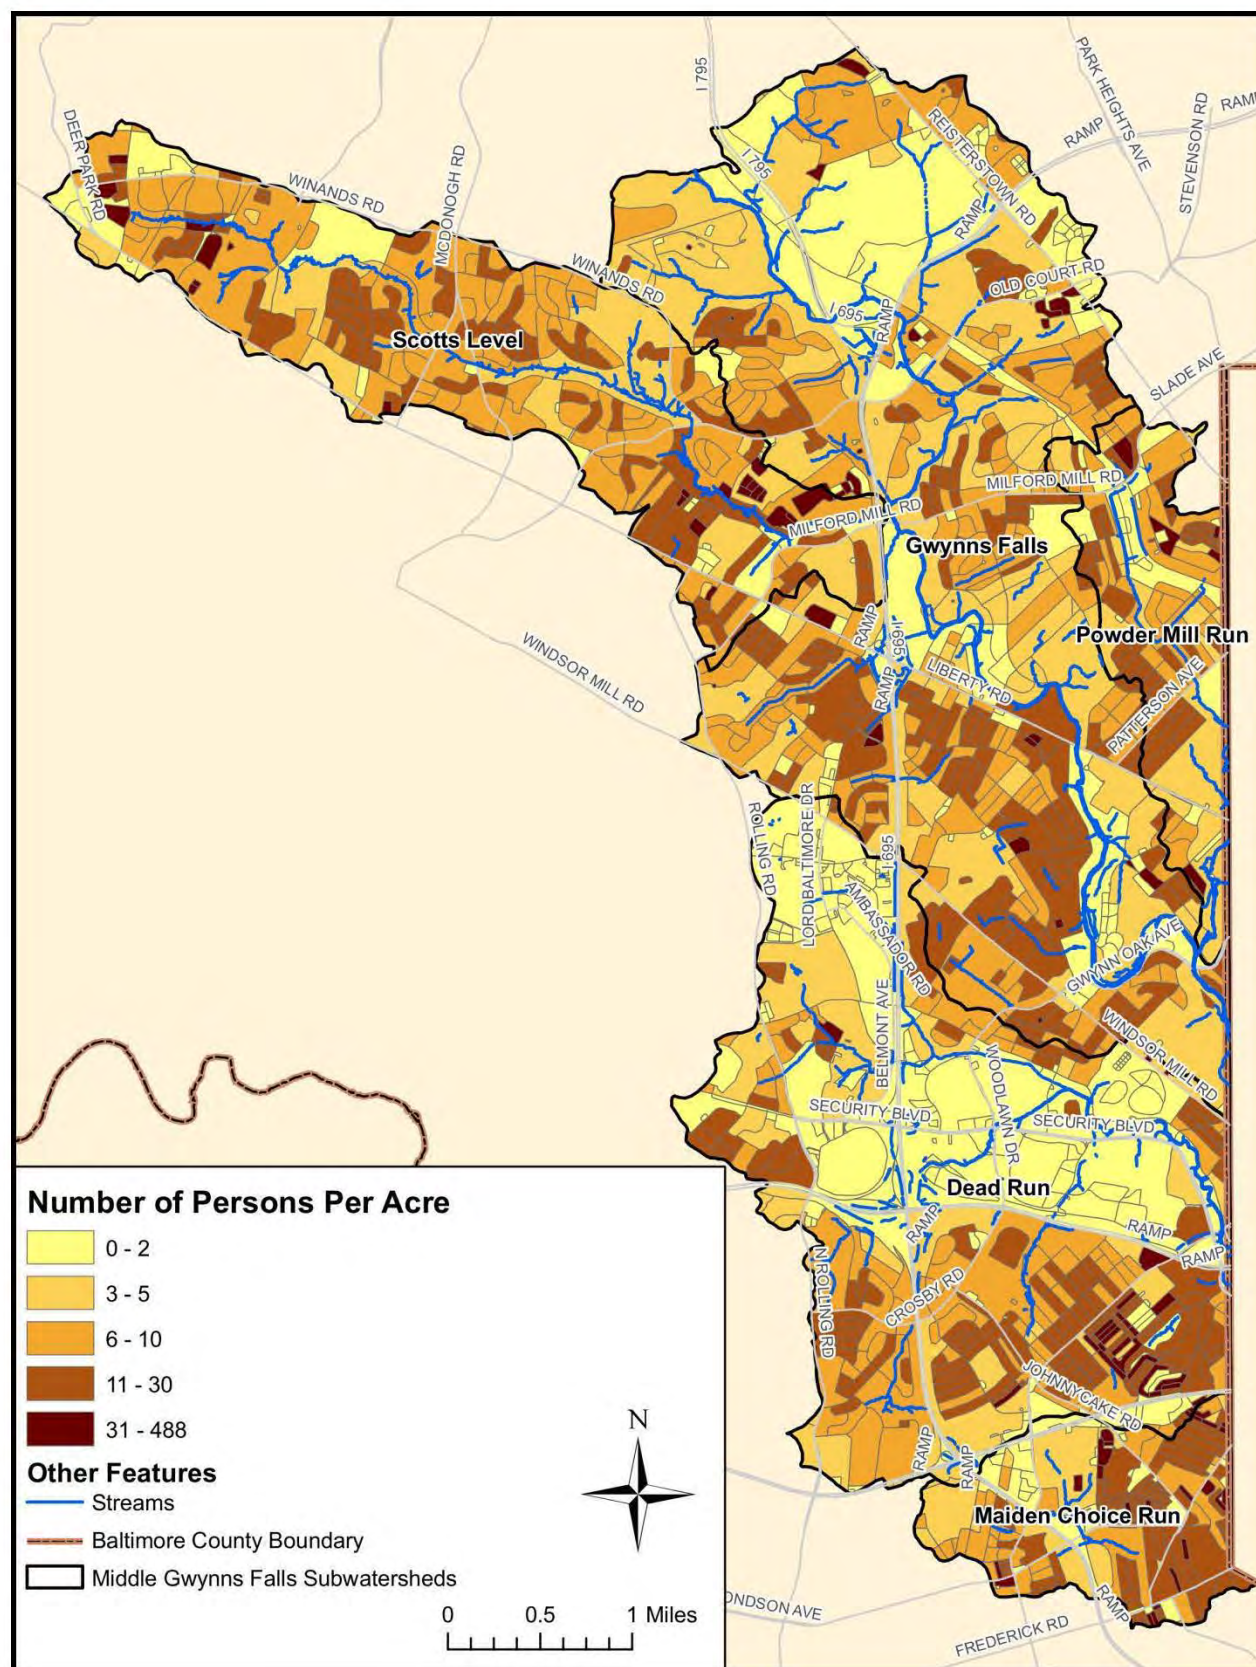 I 795
PARK HEIGHTS AVE
STEVENSON RD
RAMP
REISTERSTOWN RD
RAMP
DEER PARK RD
WINANDS RD
MCDONOGH RD
I 795
RAMP
WINANDS RD
OLD COURT RD
I 695
RAMP
Scotts Level
SLADE AVE
MILFORD MILL RD
MILFORD MILL RD
Gwynns Falls
RAMP
I 695
Powder Mill Run
WINDSOR MILL RD
LIBERTY RD
RAMP
PATTERSON AVE
ROLLING RD
LORD BALTIMORE DR
I 695
AMBASSADOR RD
GWYNN OAK AVE
BELMONT AVE
WINDSOR MILL RD
WOODLAWN DR
SECURITY BLVD
SECURITY BLVD
Dead Run
RAMP
RAMP
RAMP
N ROLLING RD
CROSBY RD
JOHNNYCAKE RD
RAMP
RAMP
Maiden Choice Run
RAMP
ONDSON AVE
FREDERICK RD
Number of Persons Per Acre
0 - 2
3 - 5
6 - 10
11 - 30
31 - 488
Other Features
Streams
Baltimore County Boundary
Middle Gwynns Falls Subwatersheds
N
0 0.5 1 Miles